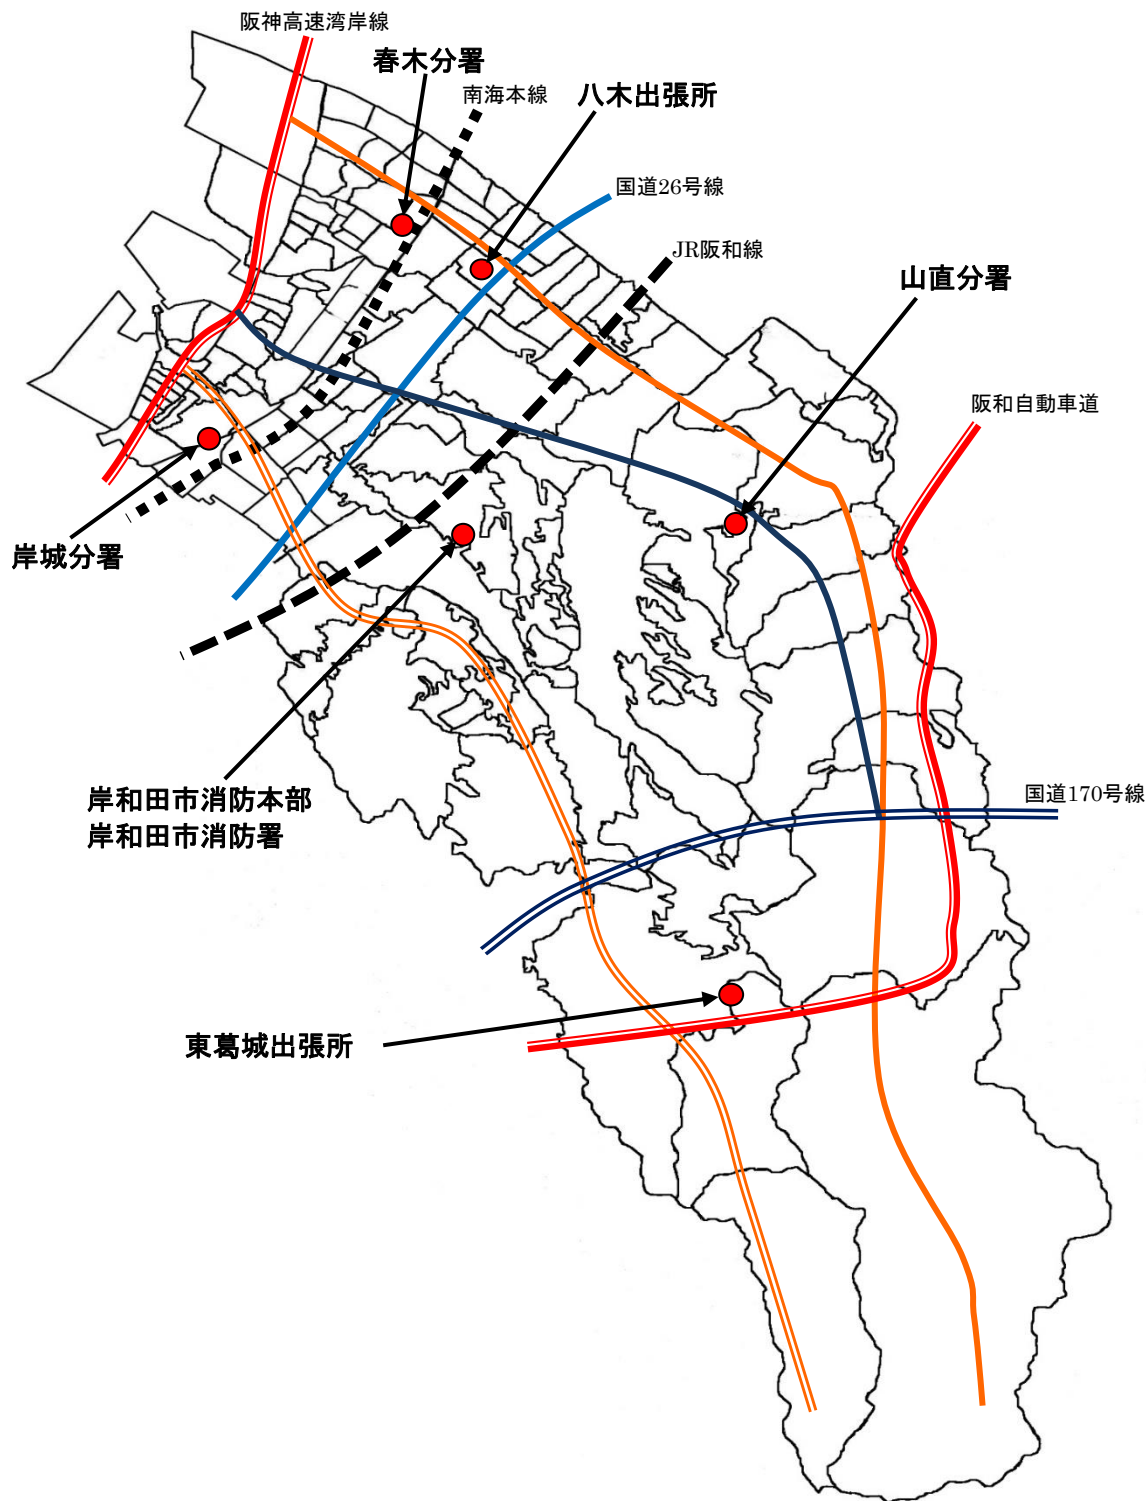 阪神高速湾岸線
春木分署
南海本線
八木出張所
国道26号線
JR阪和線
山直分署
阪和自動車道
岸城分署
岸和田市消防本部
岸和田市消防署
国道170号線
東葛城出張所